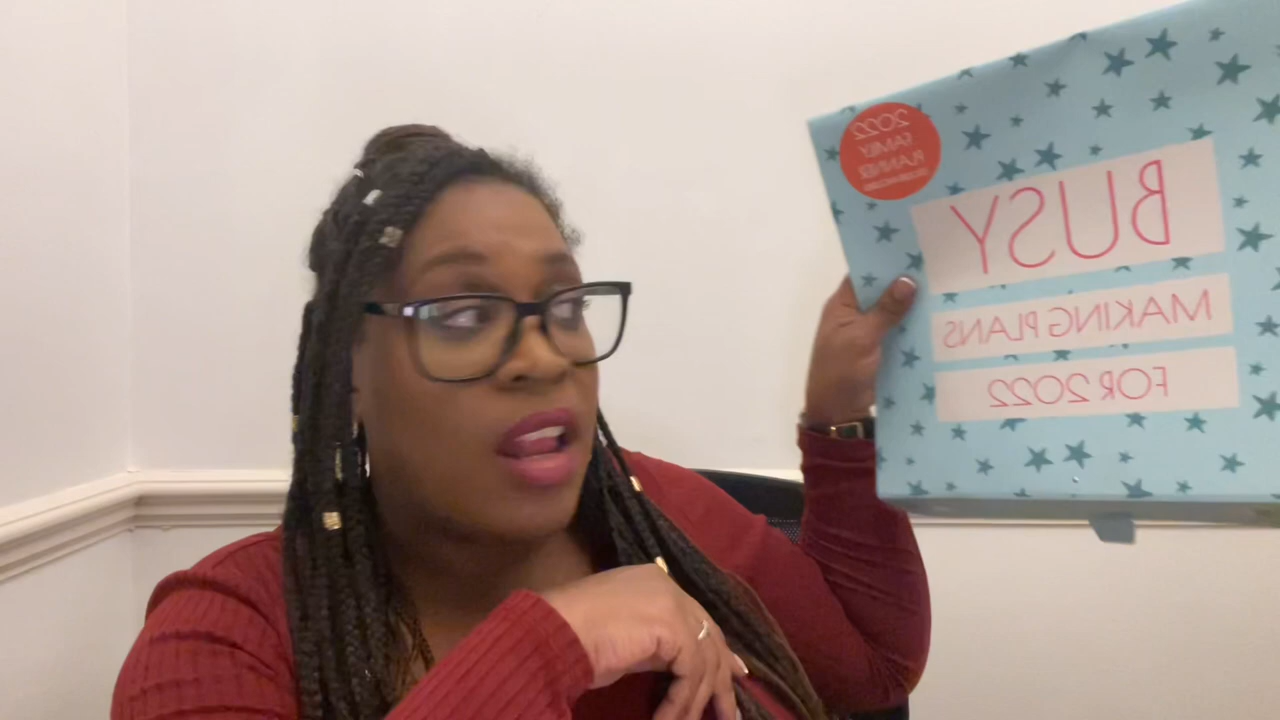 2022
FAMILY
PLANNER
BUSY
MAKING PLANS
FOR 2022